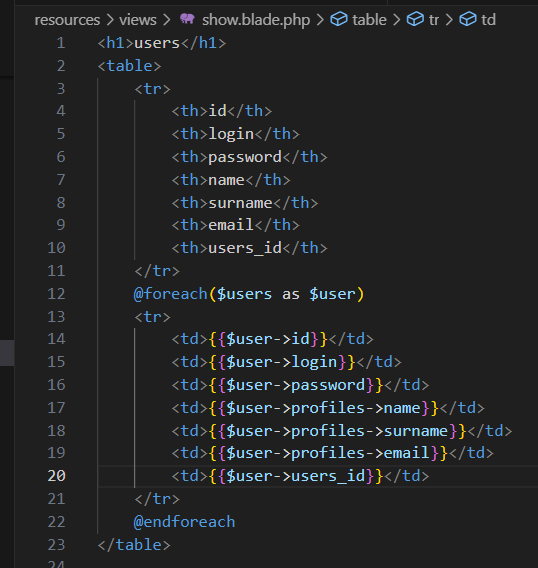 resources > views > show.blade.php > table > tr > td
1 <h1>users</h1>
2 <table>
3 <tr>
4 <th>id</th>
5 <th>login</th>
6 <th>password</th>
7 <th>name</th>
8 <th>surname</th>
9 <th>email</th>
10 <th>users_id</th>
11 </tr>
12 @foreach($users as $user)
13 <tr>
14 <td>{{$user->id}}</td>
15 <td>{{$user->login}}</td>
16 <td>{{$user->password}}</td>
17 <td>{{$user->profiles->name}}</td>
18 <td>{{$user->profiles->surname}}</td>
19 <td>{{$user->profiles->email}}</td>
20 <td>{{$user->users_id}}</td>
21 </tr>
22 @endforeach
23 </table>
24